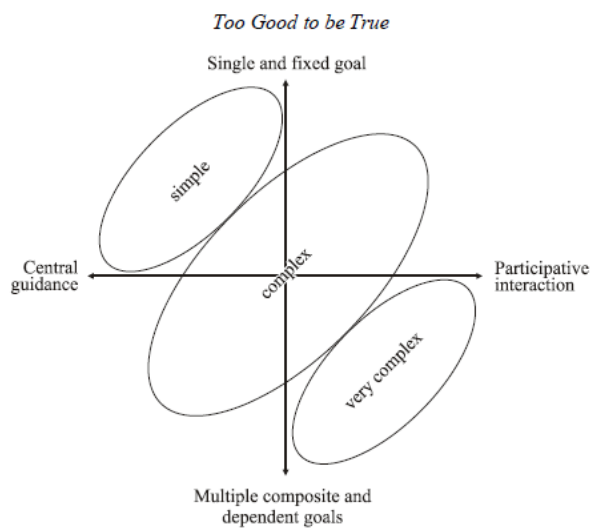 Too Good to be True
Single and fixed goal
simple
complex
Central
guidance
Participative
interaction
very complex
Multiple composite and
dependent goals